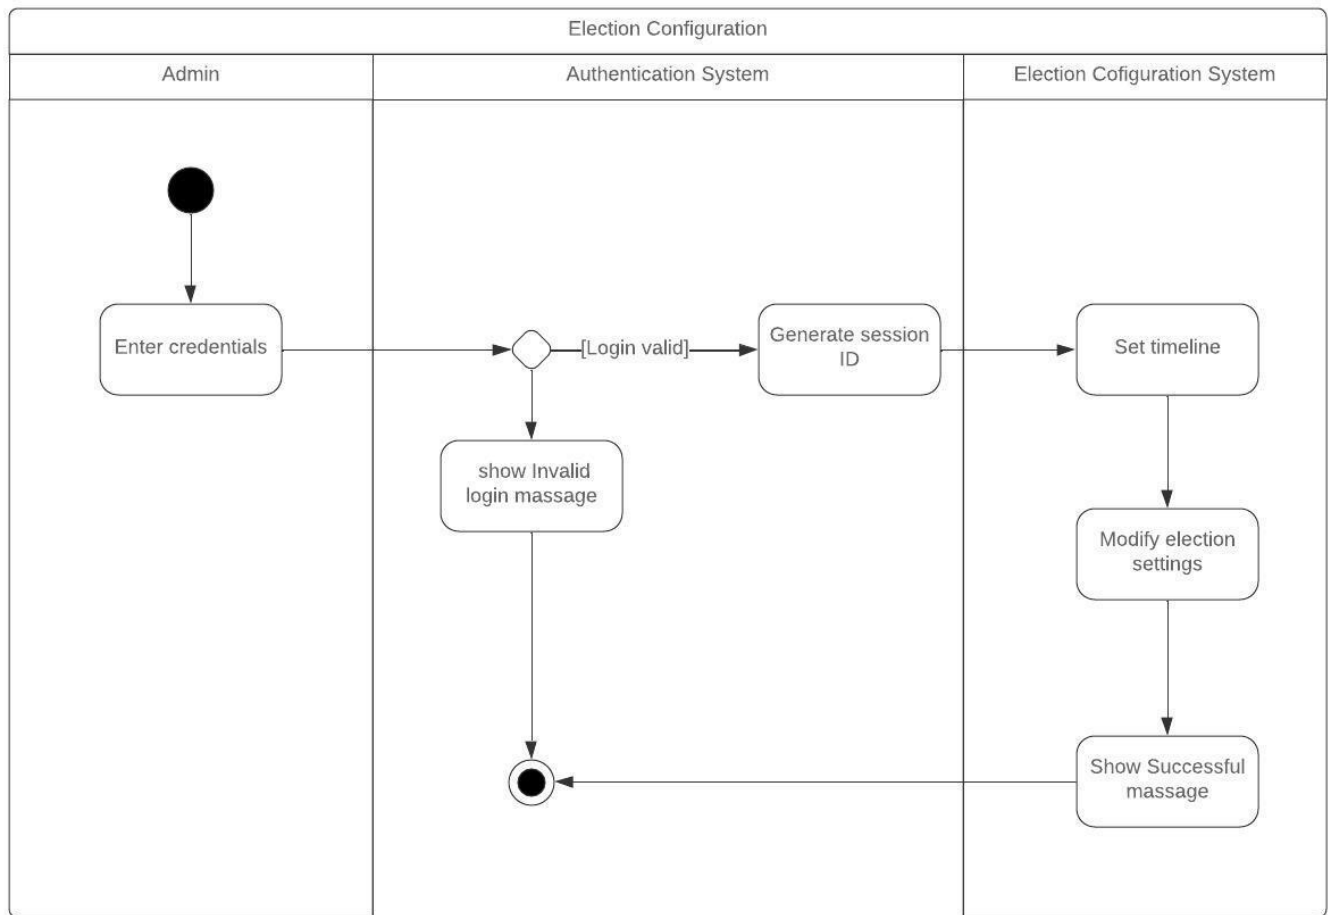 Election Configuration
Admin
Authentication System
Election Cofiguration System
Enter credentials
[Login valid]
Generate session
ID
Set timeline
show Invalid
login massage
Modify election
settings
Show Successful
massage